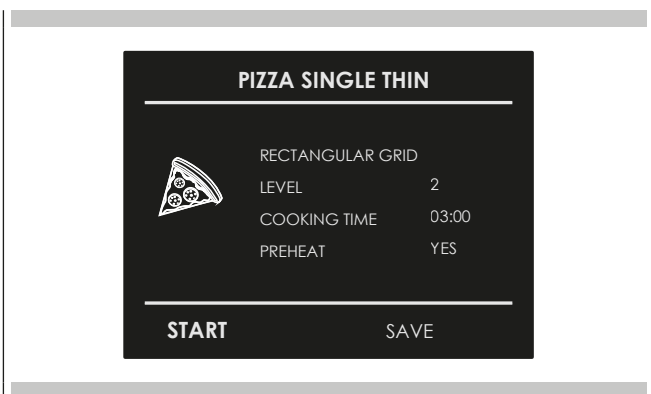 PIZZA SINGLE THIN
RECTANGULAR GRID
LEVEL 2
COOKING TIME 03:00
PREHEAT YES
START SAVE